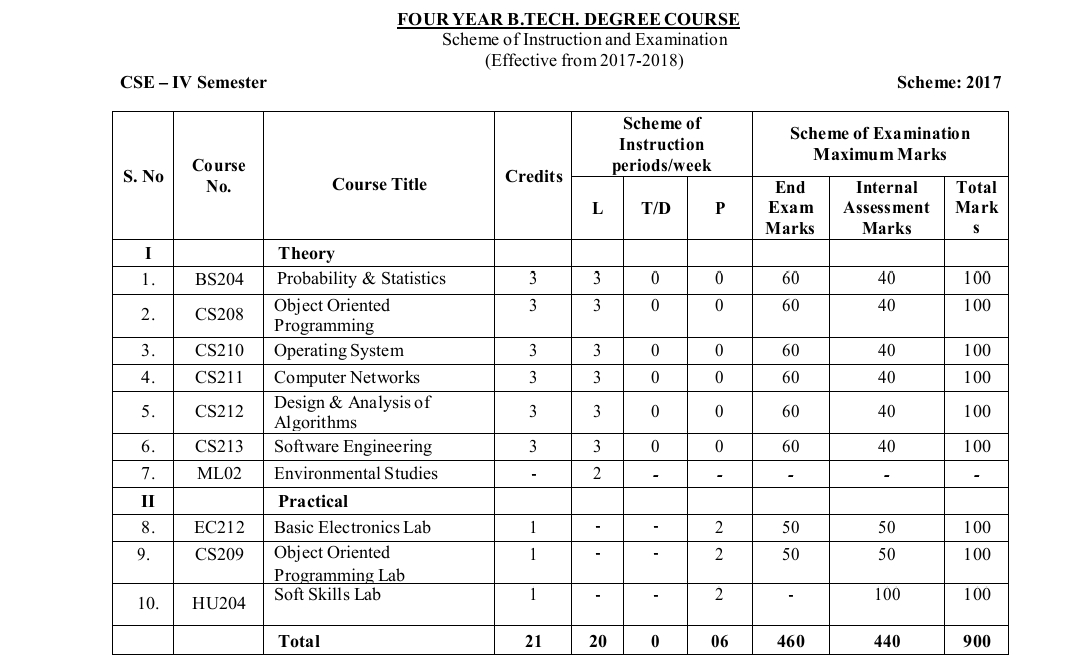 FOUR YEAR B.TECH. DEGREE COURSE
Scheme of Instruction and Examination
(Effective from 2017-2018)
CSE – IV Semester Scheme: 2017
S. No Course No. Course Title Credits Scheme of Instruction periods/week Scheme of Examination Maximum Marks
L T/D P End Exam Marks Internal Assessment Marks Total Mark s
I Theory
1. BS204 Probability & Statistics 3 3 0 0 60 40 100
2. CS208 Object Oriented Programming 3 3 0 0 60 40 100
3. CS210 Operating System 3 3 0 0 60 40 100
4. CS211 Computer Networks 3 3 0 0 60 40 100
5. CS212 Design & Analysis of Algorithms 3 3 0 0 60 40 100
6. CS213 Software Engineering 3 3 0 0 60 40 100
7. ML02 Environmental Studies - 2 - - - - -
II Practical
8. EC212 Basic Electronics Lab 1 - - 2 50 50 100
9. CS209 Object Oriented Programming Lab 1 - - 2 50 50 100
10. HU204 Soft Skills Lab 1 - - 2 - 100 100
Total 21 20 0 06 460 440 900